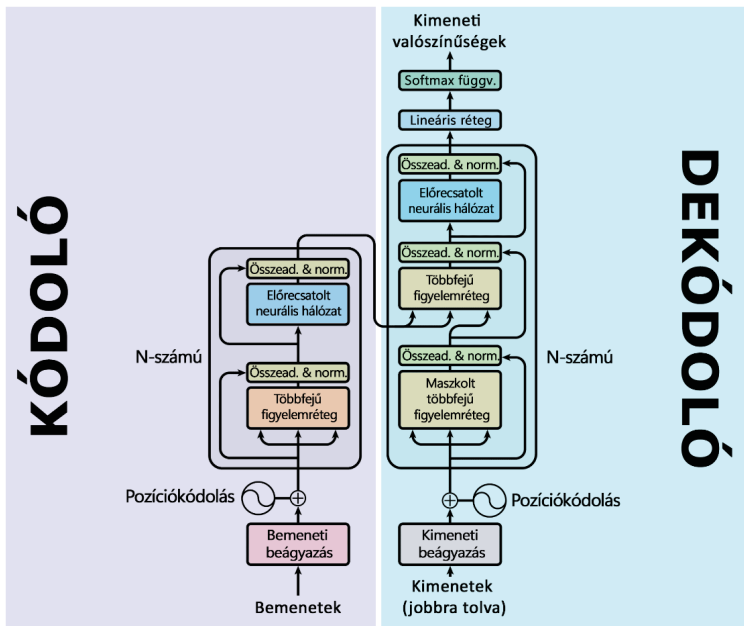 KÓDOLÓ
Összead. & norm.
Előrecsatolt
neurális hálózat
N-számú
Összead. & norm.
Többfejű
figyelemréteg
Pozíciókódolás
Bemeneti
beágyazás
Bemenetek
DEKÓDOLÓ
Kimeneti
valószínűségek
Softmax függv.
Lineáris réteg
Összead. & norm.
Előrecsatolt
neurális hálózat
Összead. & norm.
Többfejű
figyelemréteg
N-számú
Összead. & norm.
Maszkolt
többfejű
figyelemréteg
Pozíciókódolás
Kimeneti
beágyazás
Kimenetek
(jobbra tolva)